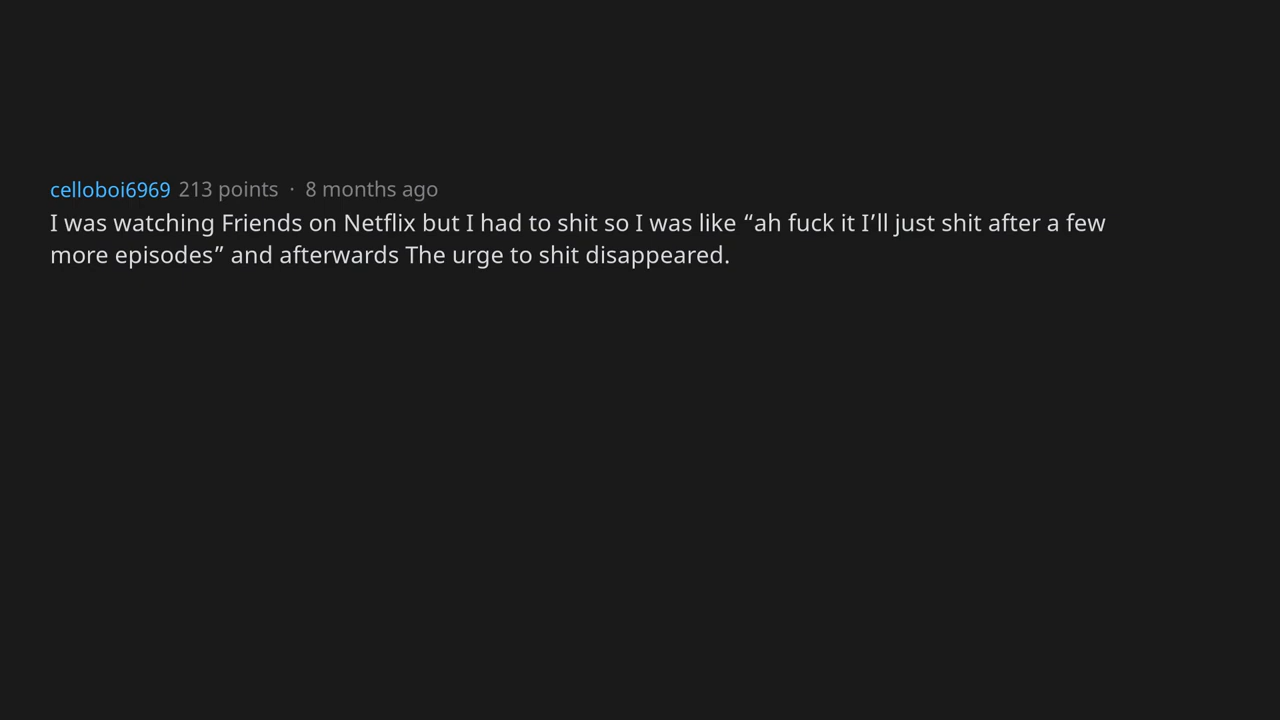 celloboi6969 213 points · 8 months ago
I was watching Friends on Netflix but I had to shit so I was like “ah fuck it I’ll just shit after a few
more episodes” and afterwards The urge to shit disappeared.